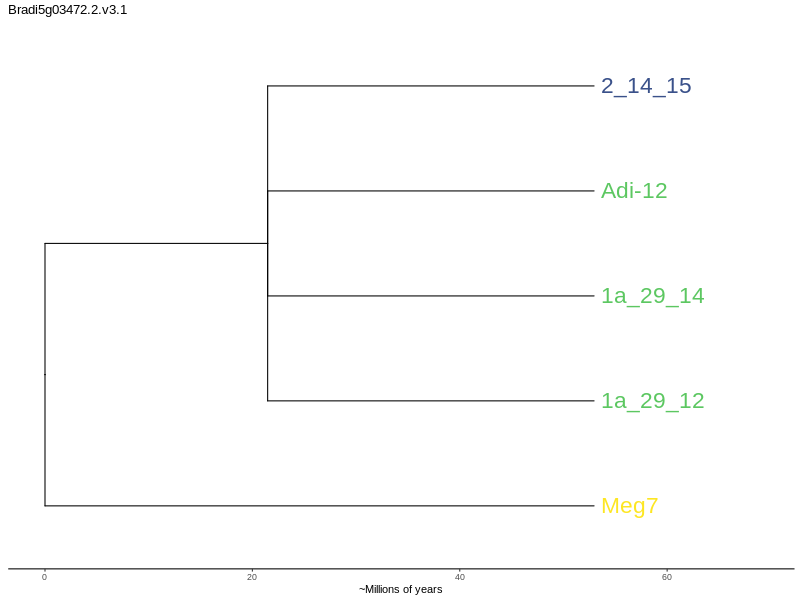 Bradi5g03472.2.v3.1
2_14_15
Adi-12
1a_29_14
1a_29_12
Meg7
0 20 40 60
~Millions of years